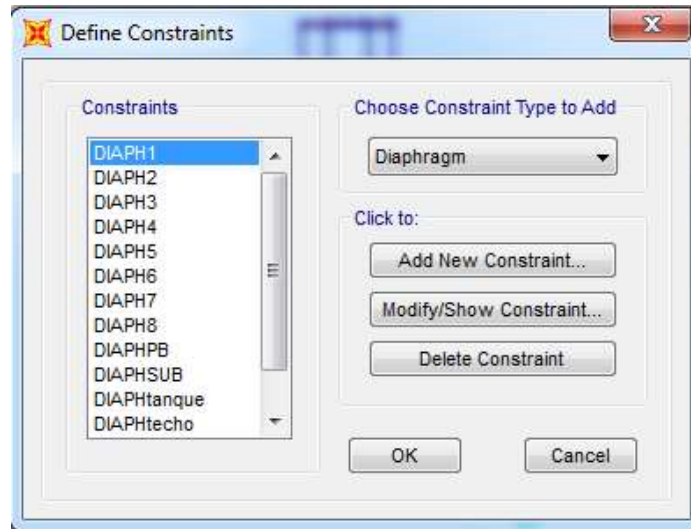 Define Constraints
Constraints
DIAPH1
DIAPH2
DIAPH3
DIAPH4
DIAPH5
DIAPH6
DIAPH7
DIAPH8
DIAPHPB
DIAPHSUB
DIAPHtanque
DIAPHtecho
Choose Constraint Type to Add
Diaphragm
Click to:
Add New Constraint...
Modify/Show Constraint...
Delete Constraint
OK
Cancel